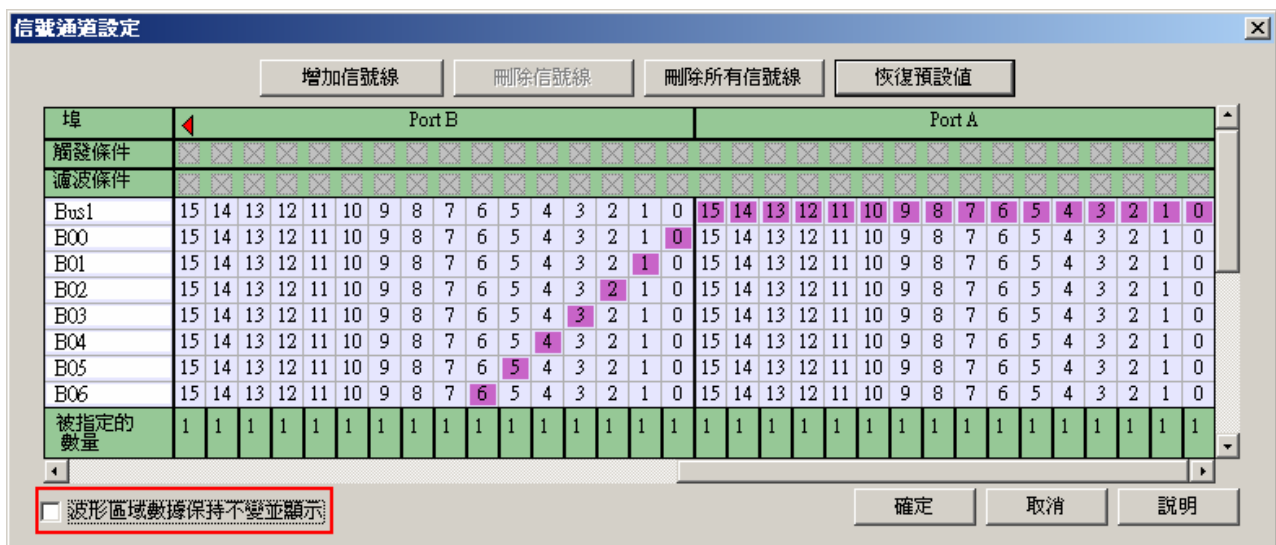 信號通道設定
增加信號線 刪除信號線 刪除所有信號線 恢復預設值
埠 Port B Port A
觸發條件
濾波條件
Bus1 15 14 13 12 11 10 9 8 7 6 5 4 3 2 1 0 15 14 13 12 11 10 9 8 7 6 5 4 3 2 1 0
B00 15 14 13 12 11 10 9 8 7 6 5 4 3 2 1 0 15 14 13 12 11 10 9 8 7 6 5 4 3 2 1 0
B01 15 14 13 12 11 10 9 8 7 6 5 4 3 2 1 0 15 14 13 12 11 10 9 8 7 6 5 4 3 2 1 0
B02 15 14 13 12 11 10 9 8 7 6 5 4 3 2 1 0 15 14 13 12 11 10 9 8 7 6 5 4 3 2 1 0
B03 15 14 13 12 11 10 9 8 7 6 5 4 3 2 1 0 15 14 13 12 11 10 9 8 7 6 5 4 3 2 1 0
B04 15 14 13 12 11 10 9 8 7 6 5 4 3 2 1 0 15 14 13 12 11 10 9 8 7 6 5 4 3 2 1 0
B05 15 14 13 12 11 10 9 8 7 6 5 4 3 2 1 0 15 14 13 12 11 10 9 8 7 6 5 4 3 2 1 0
B06 15 14 13 12 11 10 9 8 7 6 5 4 3 2 1 0 15 14 13 12 11 10 9 8 7 6 5 4 3 2 1 0
被指定的
數量 1 1 1 1 1 1 1 1 1 1 1 1 1 1 1 1 1 1 1 1 1 1 1 1 1 1 1 1 1 1 1 1
波形區域數據保持不變並顯示 確定 取消 說明